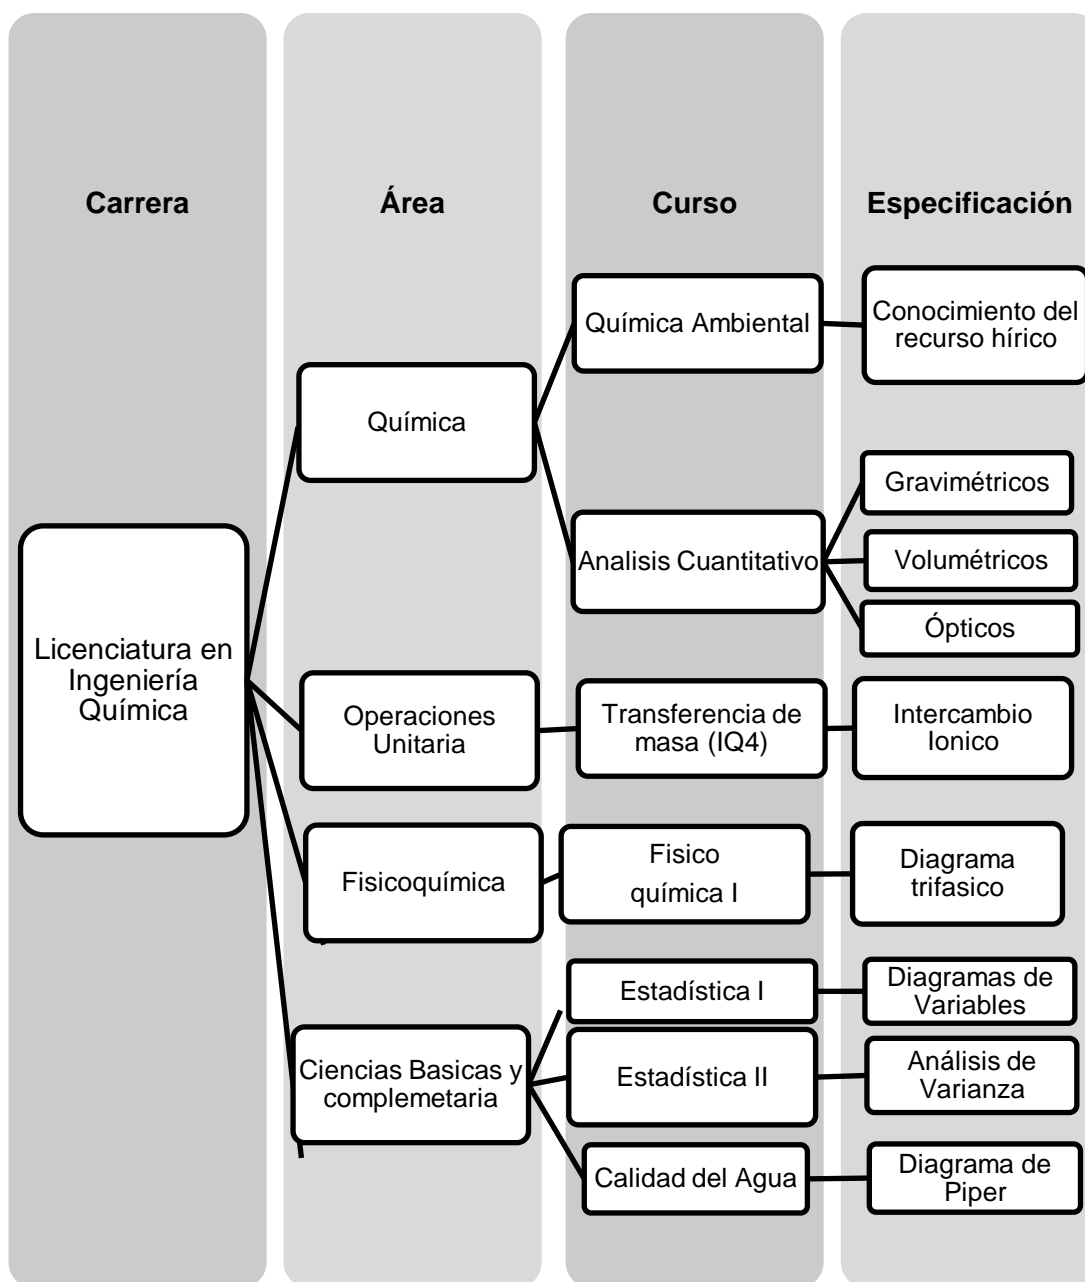 Carrera
Área
Curso
Especificación
Licenciatura en
Ingeniería
Química
Química
Química Ambiental
Conocimiento del
recurso hírico
Analisis Cuantitativo
Gravimétricos
Volumétricos
Ópticos
Operaciones
Unitaria
Transferencia de
masa (IQ4)
Intercambio
Ionico
Fisicoquímica
Fisico
química I
Diagrama
trifasico
Ciencias Basicas y
complemetaria
Estadística I
Diagramas de
Variables
Estadística II
Análisis de
Varianza
Calidad del Agua
Diagrama de
Piper